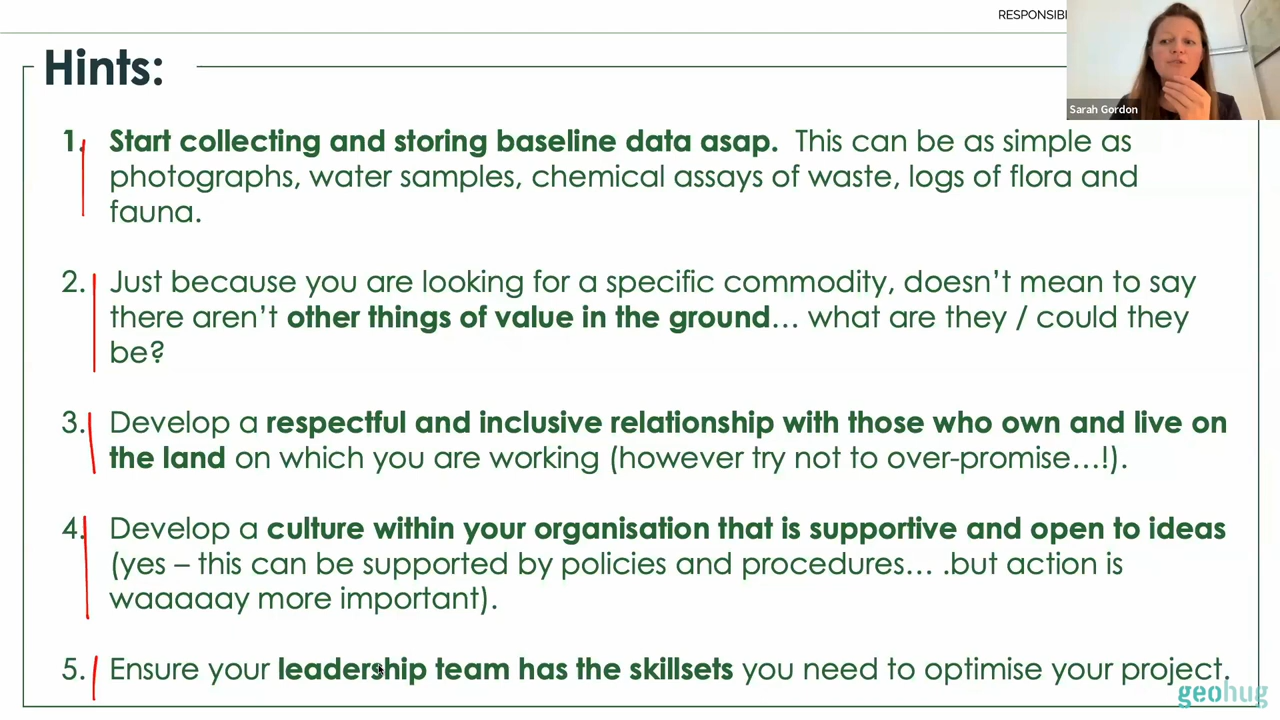 RESPONSIBL
Sarah Gordon
Hints:
1. Start collecting and storing baseline data asap. This can be as simple as
photographs, water samples, chemical assays of waste, logs of flora and
fauna.
2. Just because you are looking for a specific commodity, doesn’t mean to say
there aren’t other things of value in the ground… what are they / could they
be?
3. Develop a respectful and inclusive relationship with those who own and live on
the land on which you are working (however try not to over-promise…!).
4. Develop a culture within your organisation that is supportive and open to ideas
(yes – this can be supported by policies and procedures… .but action is
waaaaay more important).
5. Ensure your leadership team has the skillsets you need to optimise your project.
geohug